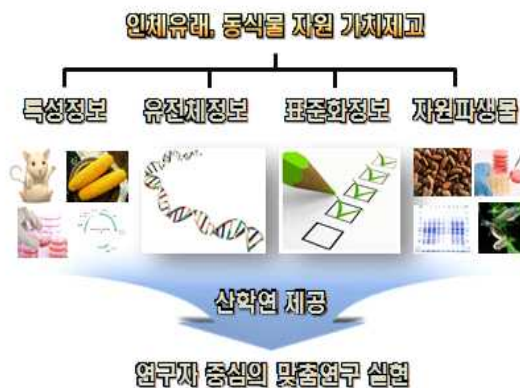 인체유래, 동식물 자원 가치제고
특성정보 유전체정보 표준화정보 자원파생물
산학연 제공
연구자 중심의 맞춤연구 실현